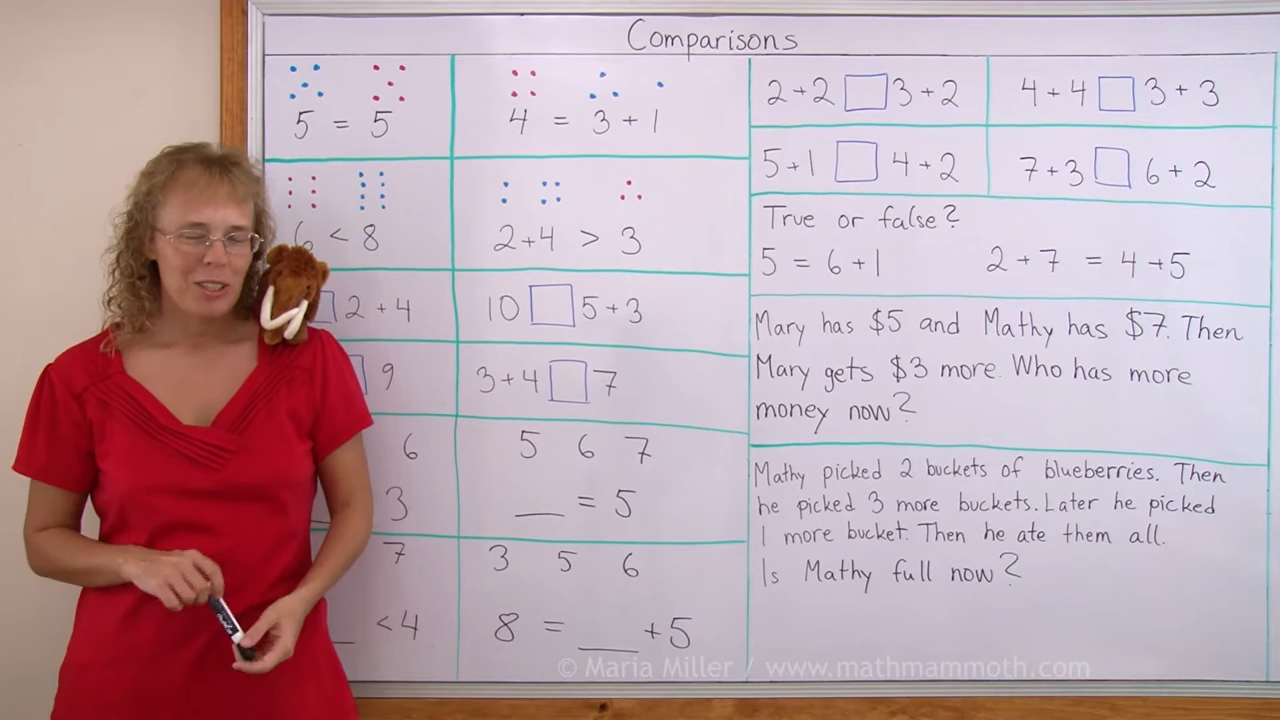 Comparisons
5 = 5
4 = 3 + 1
6 < 8
2+4 > 3
2 + 4
10 □ 5+3
9
3+4 □ 7
6
3
5 6 7
__ = 5
7
__ < 4
3 5 6
8 = __ + 5
2+2 □ 3+2
4+4 □ 3+3
5+1 □ 4+2
7+3 □ 6+2
True or false?
5 = 6+1
2+7 = 4+5
Mary has $5 and Mathy has $7. Then
Mary gets $3 more. Who has more
money now?
Mathy picked 2 buckets of blueberries. Then
he picked 3 more buckets. Later he picked
1 more bucket. Then he ate them all.
Is Mathy full now?
© Maria Miller / www.mathmammoth.com